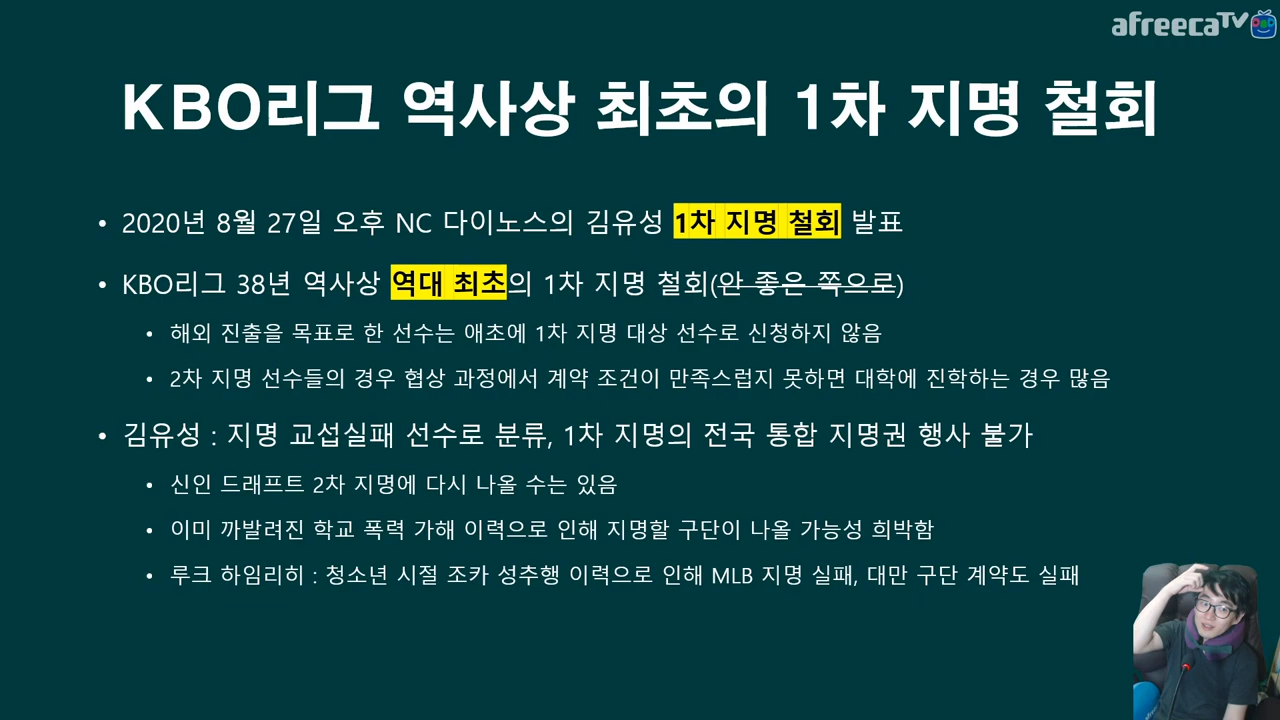 afreecaTV
KBO리그 역사상 최초의 1차 지명 철회
• 2020년 8월 27일 오후 NC 다이노스의 김유성 1차 지명 철회 발표
• KBO리그 38년 역사상 역대 최초의 1차 지명 철회(안 좋은 쪽으로)
• 해외 진출을 목표로 한 선수는 애초에 1차 지명 대상 선수로 신청하지 않음
• 2차 지명 선수들의 경우 협상 과정에서 계약 조건이 만족스럽지 못하면 대학에 진학하는 경우 많음
• 김유성 : 지명 교섭실패 선수로 분류, 1차 지명의 전국 통합 지명권 행사 불가
• 신인 드래프트 2차 지명에 다시 나올 수는 있음
• 이미 까발려진 학교 폭력 가해 이력으로 인해 지명할 구단이 나올 가능성 희박함
• 루크 하임리히 : 청소년 시절 조카 성추행 이력으로 인해 MLB 지명 실패, 대만 구단 계약도 실패